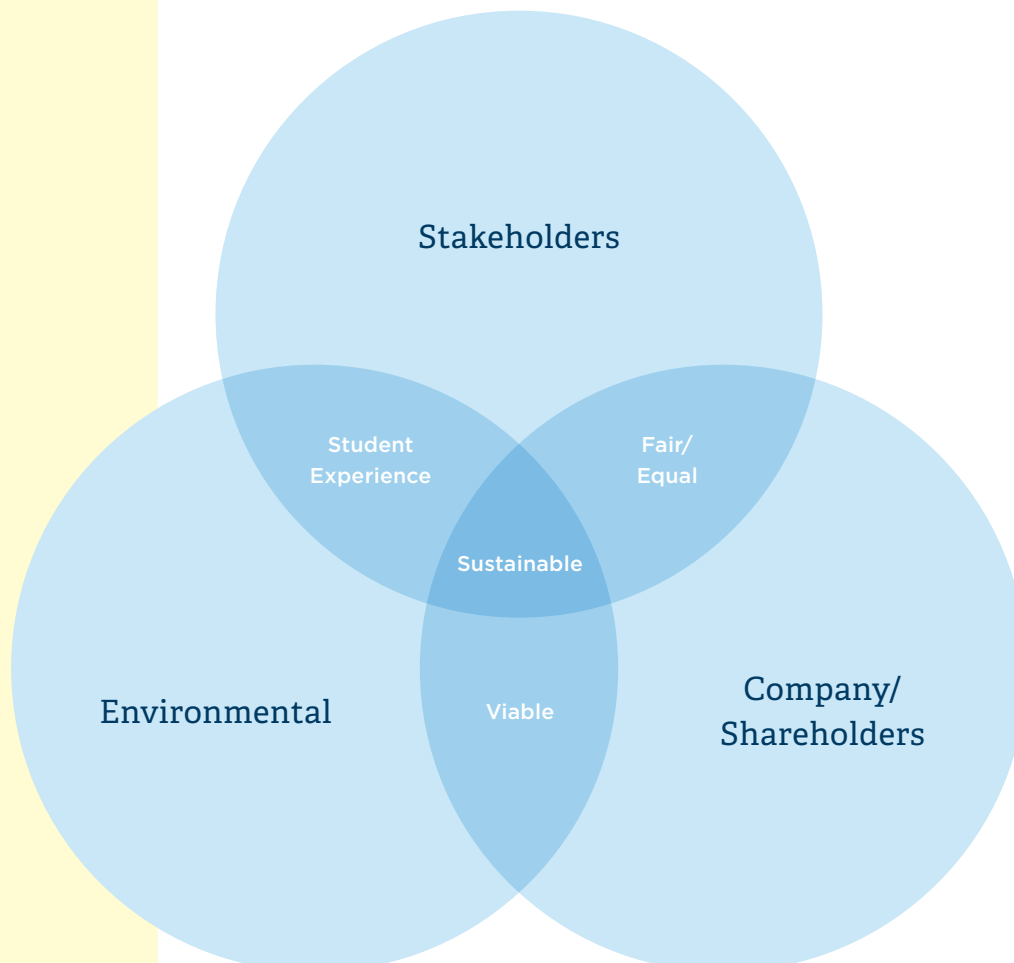 Stakeholders
Student
Experience
Fair/
Equal
Sustainable
Environmental
Viable
Company/
Shareholders